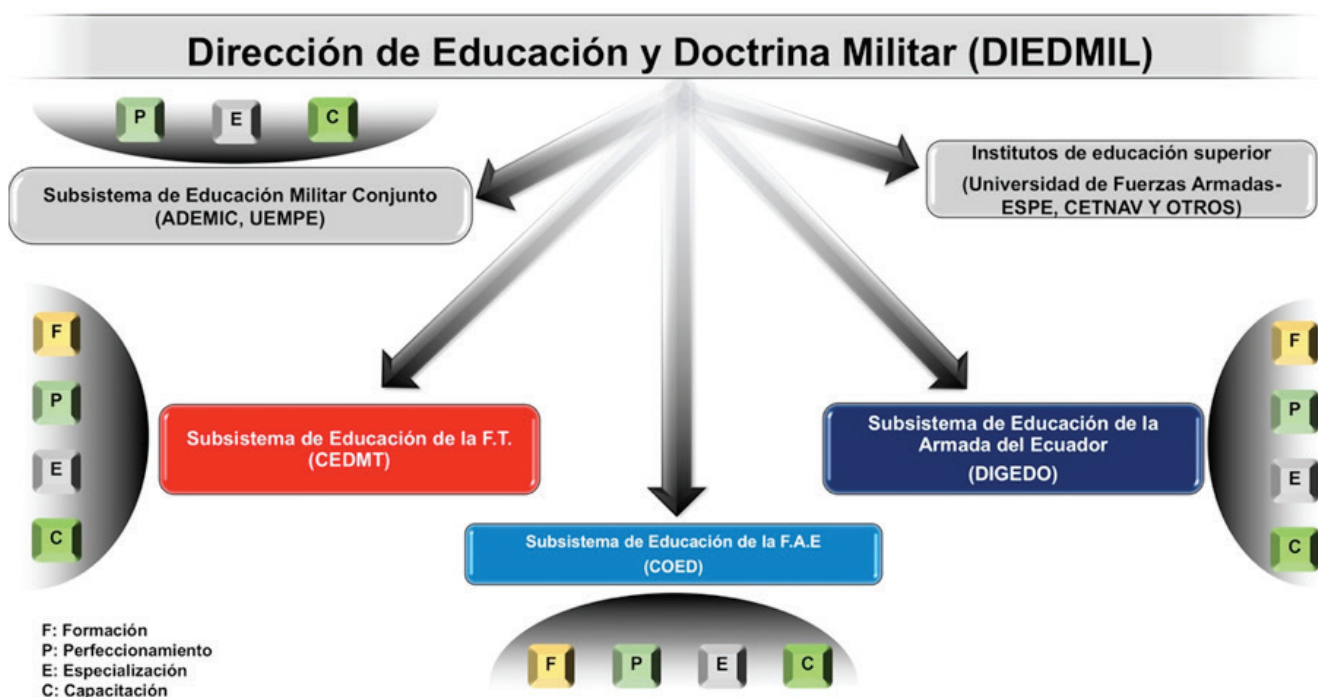 Dirección de Educación y Doctrina Militar (DIEDMIL)
P E C
Subsistema de Educación Militar Conjunto
(ADEMIC, UEMPE)
Institutos de educación superior
(Universidad de Fuerzas Armadas-
ESPE, CETNAV Y OTROS)
F
P
E
C
Subsistema de Educación de la F.T.
(CEDMT)
Subsistema de Educación de la
Armada del Ecuador
(DIGEDO)
F
P
E
C
Subsistema de Educación de la F.A.E
(COED)
F P E C
F: Formación
P: Perfeccionamiento
E: Especialización
C: Capacitación